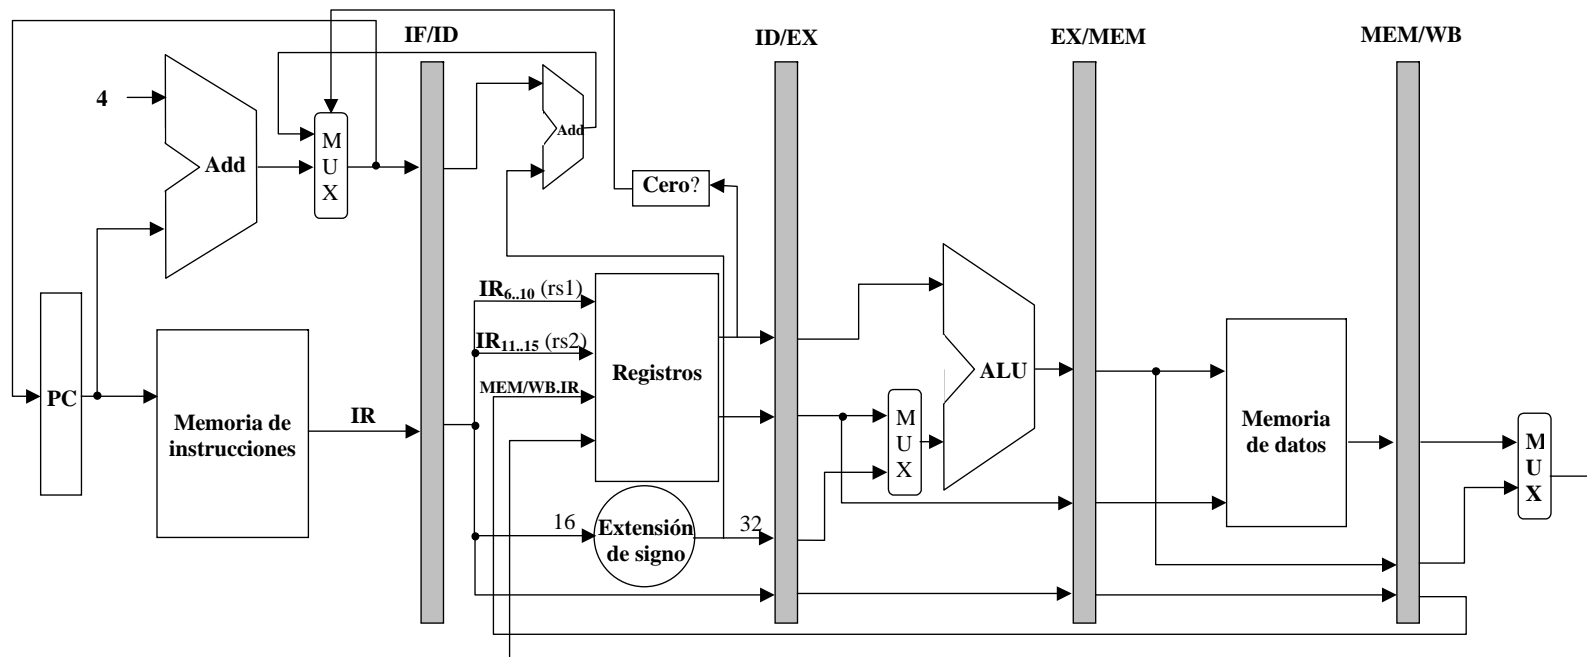 IF/ID
ID/EX
EX/MEM
MEM/WB
4
Add
M
U
X
Add
Cero?
IR6..10 (rs1)
IR11..15 (rs2)
MEM/WB.IR
Registros
PC
Memoria de
instrucciones
IR
16
Extensión
de signo
32
M
U
X
ALU
Memoria
de datos
M
U
X